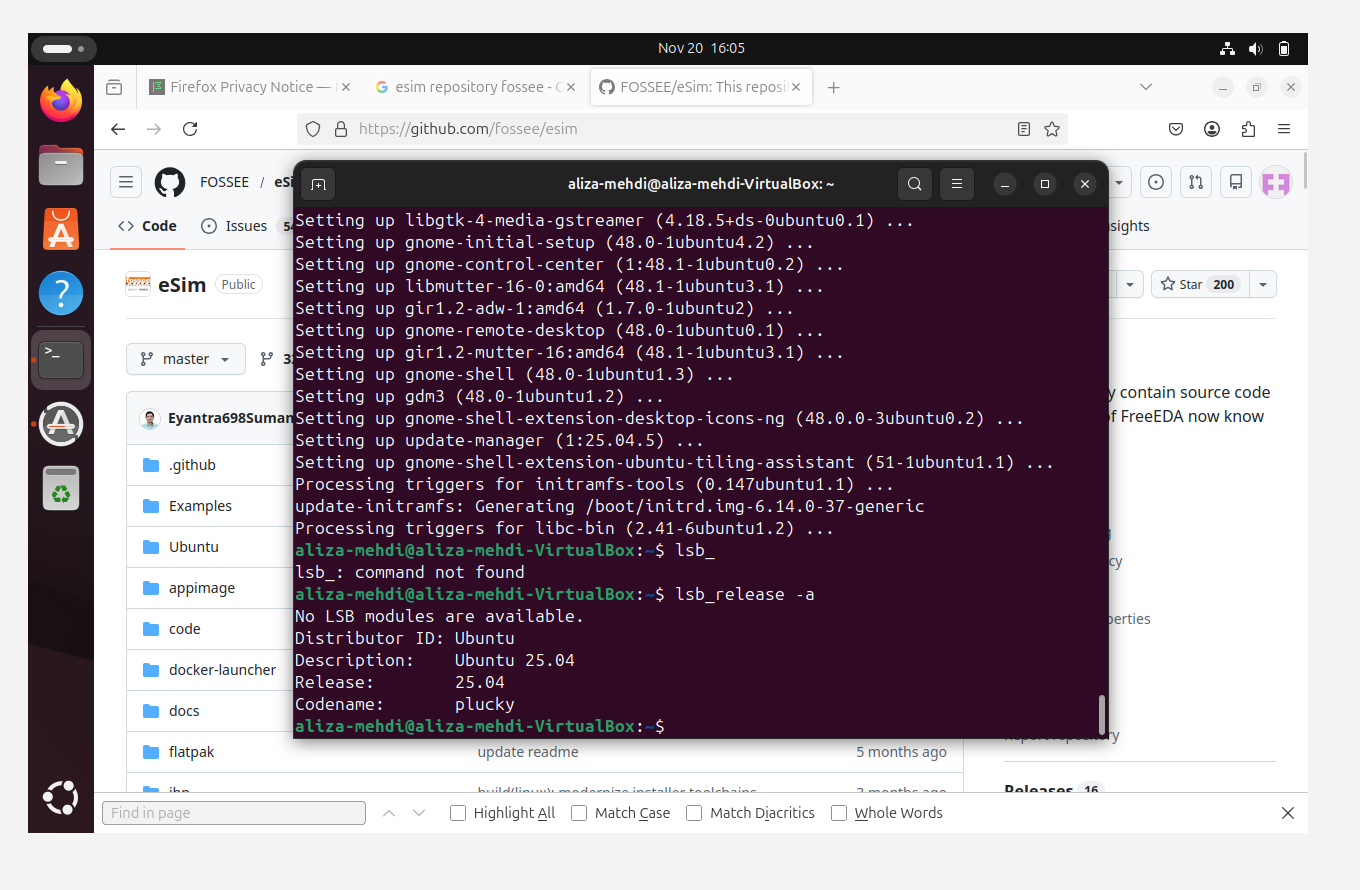 Nov 20 16:05
Firefox Privacy Notice —
esim repository fossee -
FOSSEE/eSim: This reposi
https://github.com/fossee/esim
FOSSEE / eSi
Code
Issues 54
sights
eSim Public
Star 200
master
Eyantra698Suman
.github
Examples
Ubuntu
appimage
code
docker-launcher
docs
flatpak update readme 5 months ago
build(linux): modernize installer toolchains 3 months ago
contain source code
FreeEDA now know
perties
Report repository
Releases 16
aliza-mehdi@aliza-mehdi-VirtualBox: ~
Setting up libgtk-4-media-gstreamer (4.18.5+ds-0ubuntu0.1) ...
Setting up gnome-initial-setup (48.0-1ubuntu4.2) ...
Setting up gnome-control-center (1:48.1-1ubuntu0.2) ...
Setting up libmutter-16-0:amd64 (48.1-1ubuntu3.1) ...
Setting up gir1.2-adw-1:amd64 (1.7.0-1ubuntu2) ...
Setting up gnome-remote-desktop (48.0-1ubuntu0.1) ...
Setting up gir1.2-mutter-16:amd64 (48.1-1ubuntu3.1) ...
Setting up gnome-shell (48.0-1ubuntu1.3) ...
Setting up gdm3 (48.0-1ubuntu1.2) ...
Setting up gnome-shell-extension-desktop-icons-ng (48.0.0-3ubuntu0.2) ...
Setting up update-manager (1:25.04.5) ...
Setting up gnome-shell-extension-ubuntu-tiling-assistant (51-1ubuntu1.1) ...
Processing triggers for initramfs-tools (0.147ubuntu1.1) ...
update-initramfs: Generating /boot/initrd.img-6.14.0-37-generic
Processing triggers for libc-bin (2.41-6ubuntu1.2) ...
aliza-mehdi@aliza-mehdi-VirtualBox:~$ lsb_
lsb_: command not found
aliza-mehdi@aliza-mehdi-VirtualBox:~$ lsb_release -a
No LSB modules are available.
Distributor ID: Ubuntu
Description: Ubuntu 25.04
Release: 25.04
Codename: plucky
aliza-mehdi@aliza-mehdi-VirtualBox:~$
Find in page
Highlight All
Match Case
Match Diacritics
Whole Words